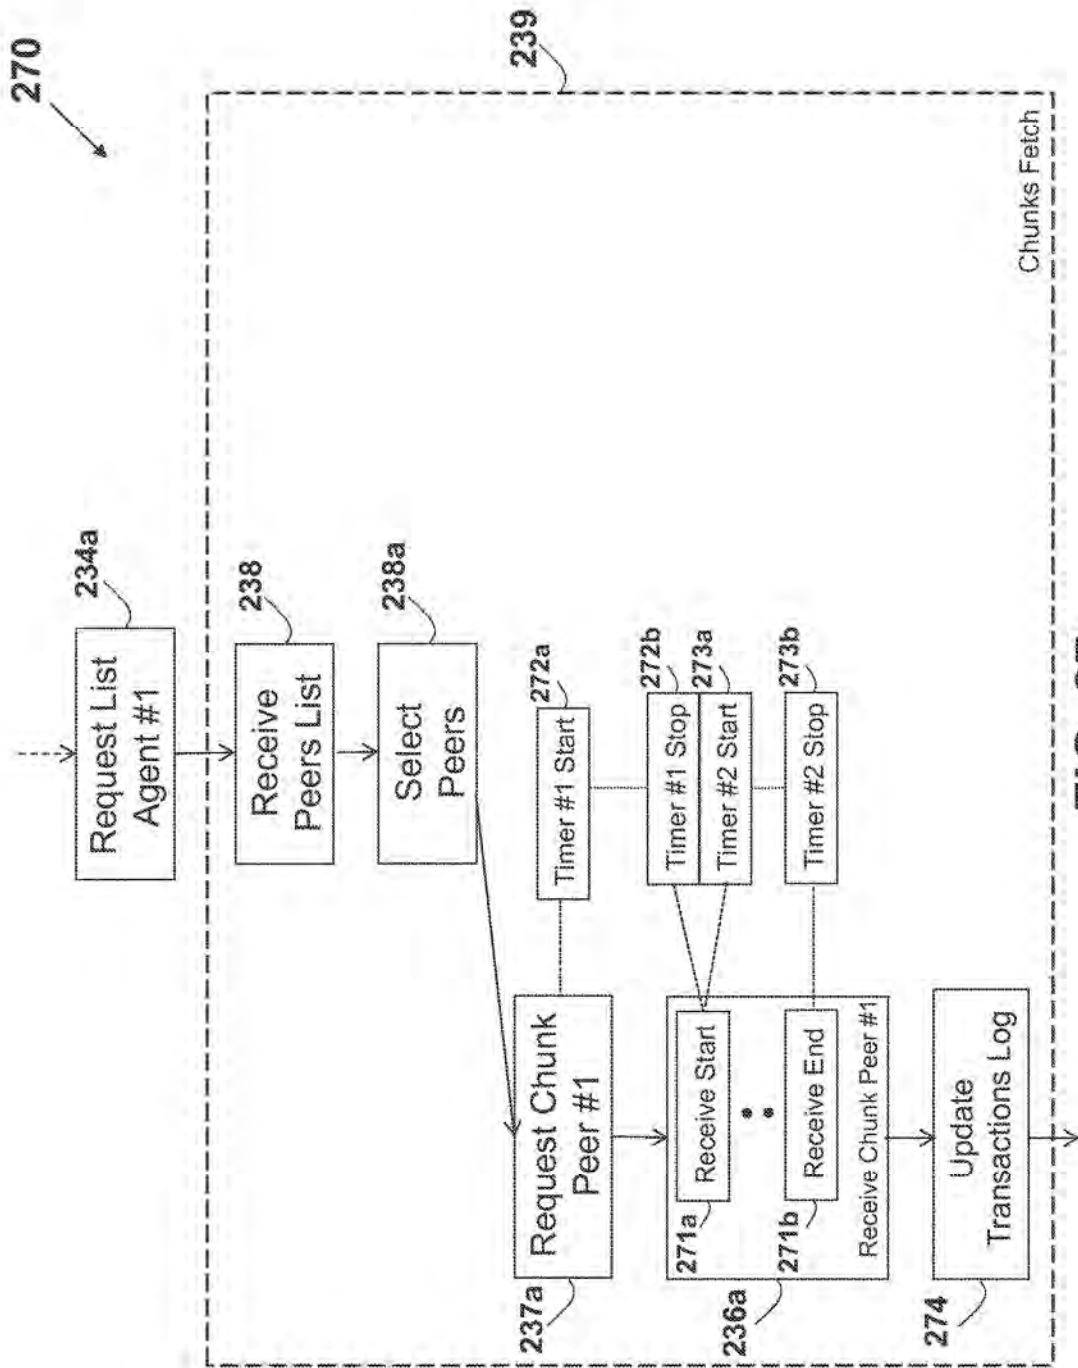 270
234a
Request List
Agent #1
239
238
Receive
Peers List
238a
Select
Peers
272a
Timer #1 Start
237a
Request Chunk
Peer #1
272b
Timer #1 Stop
273a
Timer #2 Start
273b
Timer #2 Stop
236a
271a
Receive Start
271b
Receive End
Receive Chunk Peer #1
274
Update
Transactions Log
Chunks Fetch